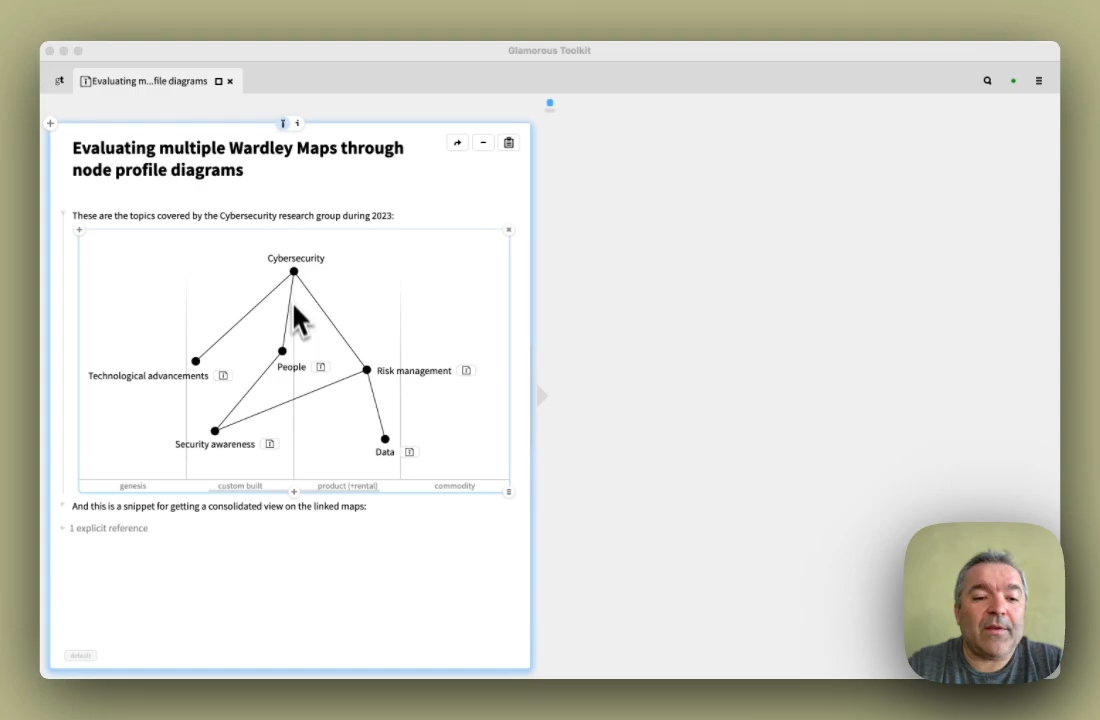 Glamorous Toolkit
gt
Evaluating m...file diagrams
Evaluating multiple Wardley Maps through
node profile diagrams
These are the topics covered by the Cybersecurity research group during 2023:
Cybersecurity
People
Technological advancements
Risk management
Security awareness
Data
genesis
custom built
product (+rental)
commodity
And this is a snippet for getting a consolidated view on the linked maps:
1 explicit reference
default